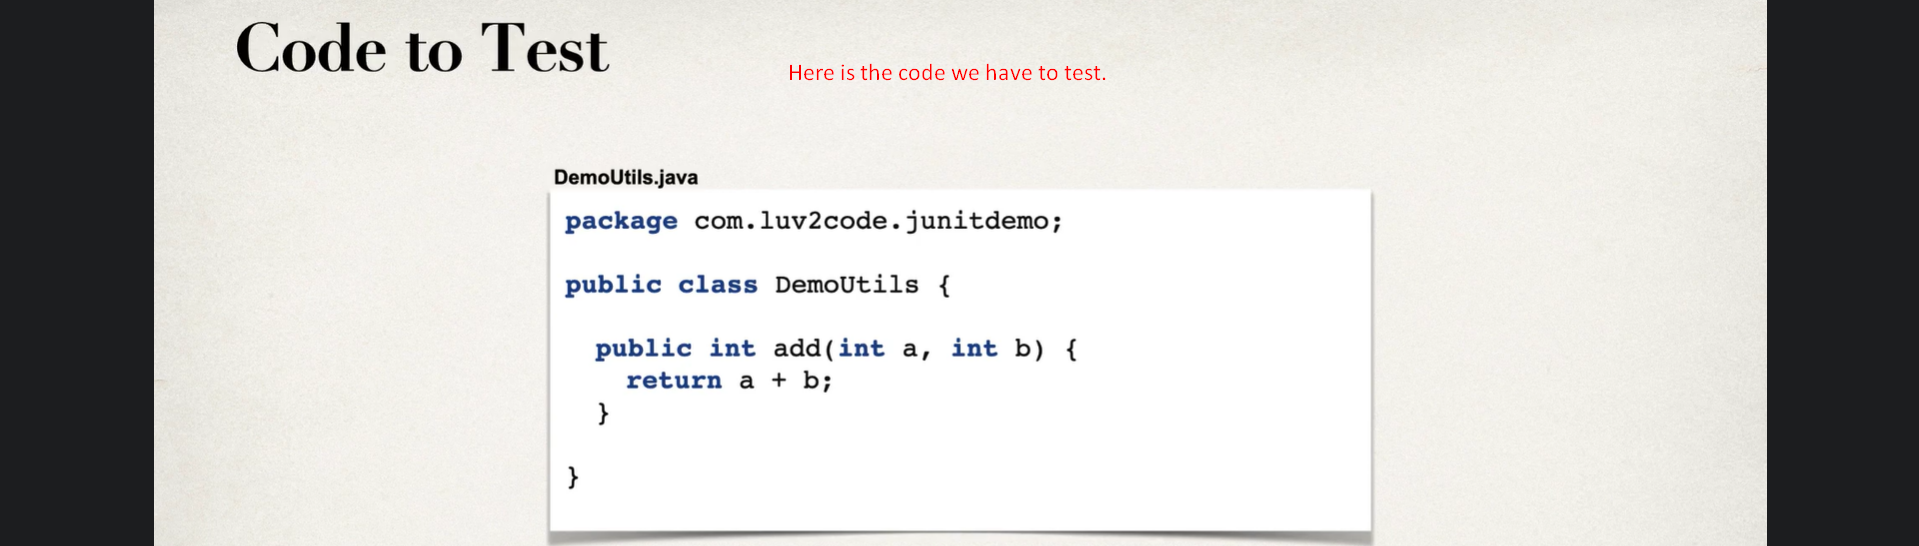 Code to Test
Here is the code we have to test.
DemoUtils.java
package com.luv2code.junitdemo;
public class DemoUtils {
public int add(int a, int b) {
return a + b;
}
}